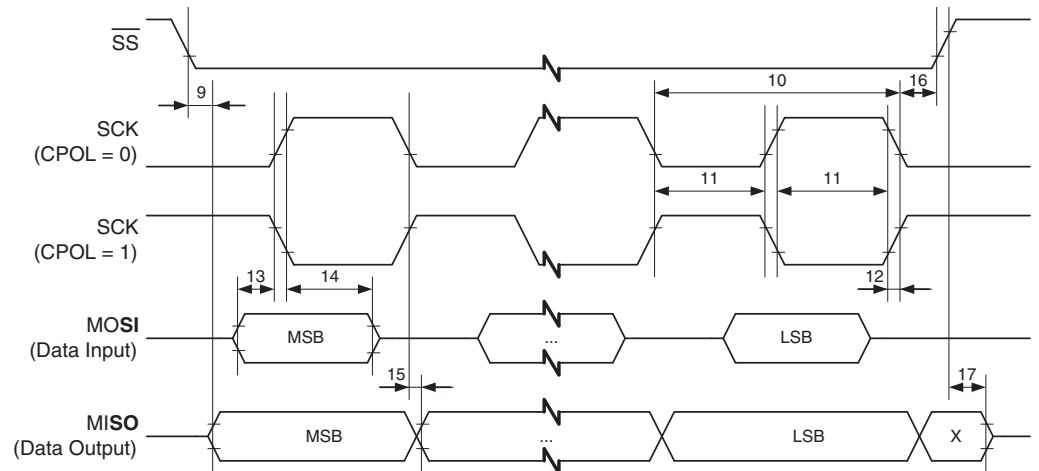 SS
10
16
9
SCK
(CPOL = 0)
11
11
SCK
(CPOL = 1)
13
14
12
MOSI
(Data Input)
MSB
...
LSB
15
17
MISO
(Data Output)
MSB
...
LSB
X